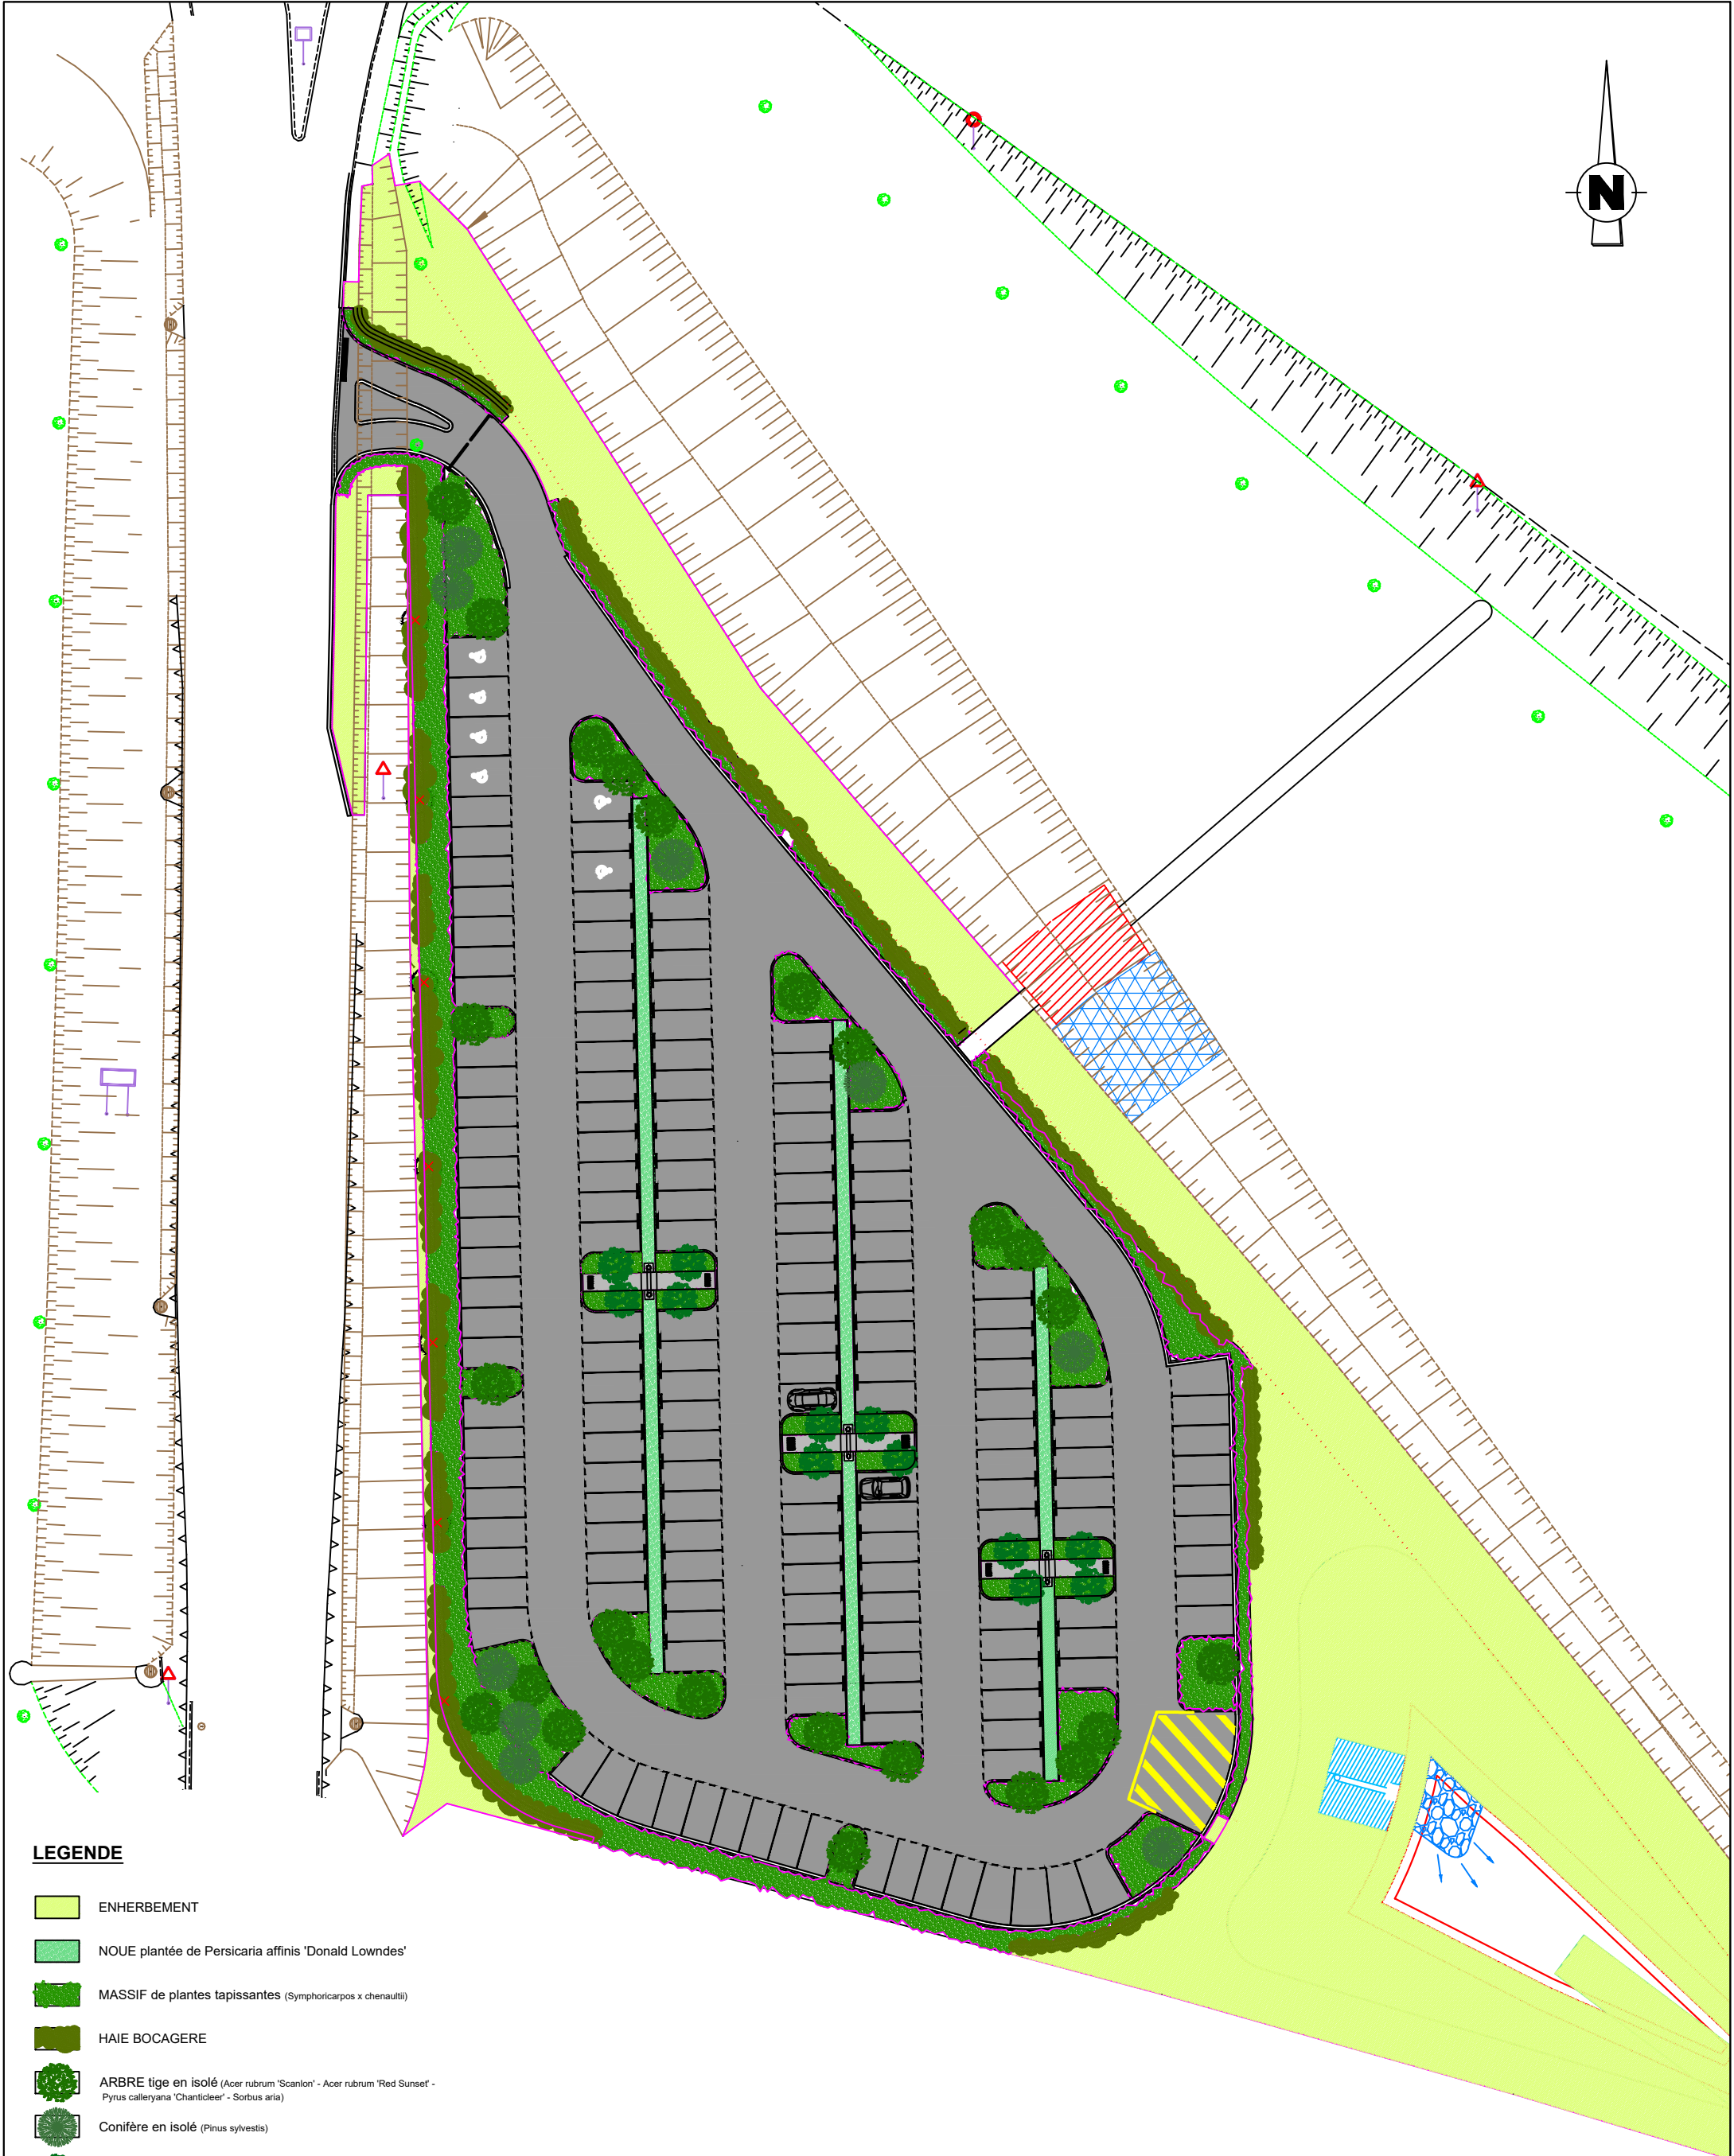 N
LEGENDE
ENHERBEMENT
NOUE plantée de Persicaria affinis 'Donald Lowndes'
MASSIF de plantes tapissantes (Symphoricarpos x chenaultii)
HAIE BOCAGERE
ARBRE tige en isolé (Acer rubrum 'Scanlon' - Acer rubrum 'Red Sunset' -
Pyrus calleryana 'Chanticleer' - Sorbus aria)
Conifère en isolé (Pinus sylvestis)